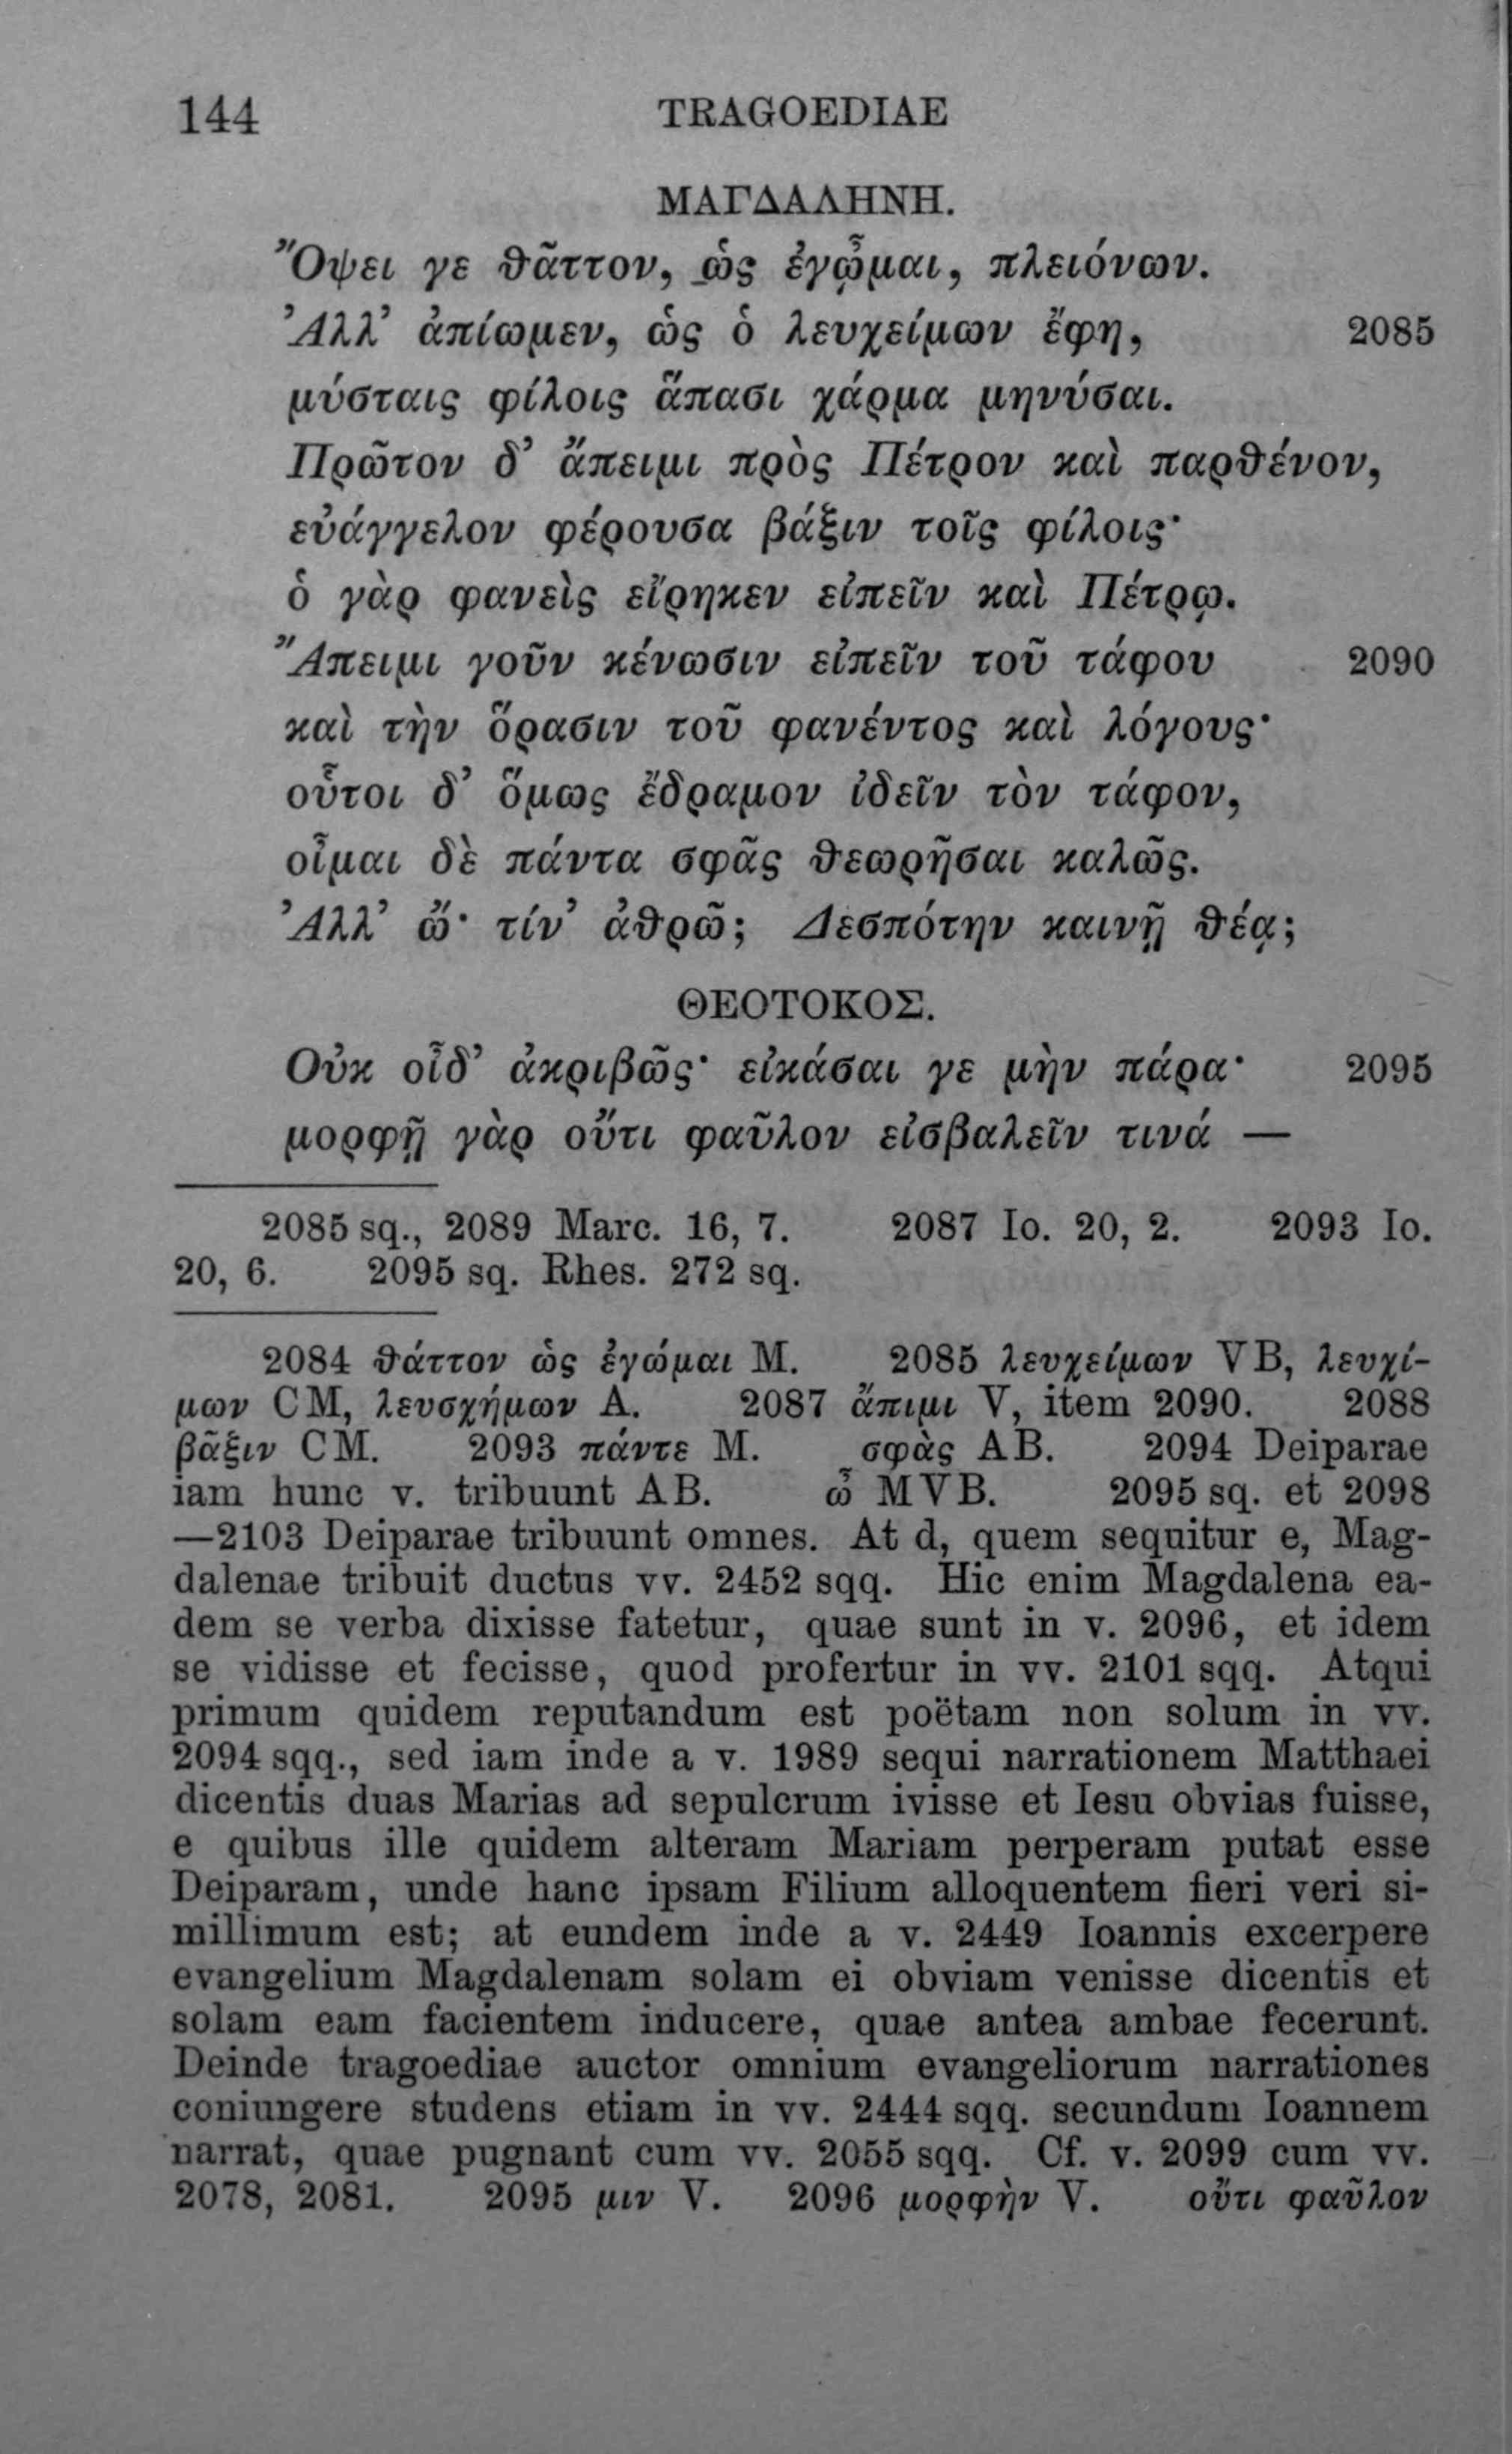 144 TRAGOEDIAE
ΜΑΓΔΑΛΗΝΗ.
Ὄψει γε θᾶττον, ὡς ἐγᾦμαι, πλειόνων.
Ἀλλ’ ἀπίωμεν, ὡς ὁ λευχείμων ἔφη, 2085
μύσταις φίλοις ἅπασι χάρμα μηνύσαι.
Πρῶτον δ’ ἄπειμι πρὸς Πέτρον καὶ παρθένον,
εὐάγγελον φέρουσα βάξιν τοῖς φίλοις·
ὁ γὰρ φανεὶς εἴρηκεν εἰπεῖν καὶ Πέτρῳ.
Ἄπειμι γοῦν κένωσιν εἰπεῖν τοῦ τάφου 2090
καὶ τὴν ὅρασιν τοῦ φανέντος καὶ λόγους·
οὗτοι δ’ ὅμως ἔδραμον ἰδεῖν τὸν τάφον,
οἶμαι δὲ πάντα σφᾶς θεωρῆσαι καλῶς.
Ἀλλ’ ὤ· τίν’ ἀθρῶ; Δεσπότην καινῇ θέᾳ;
ΘΕΟΤΟΚΟΣ.
Οὐκ οἶδ’ ἀκριβῶς· εἰκάσαι γε μὴν πάρα· 2095
μορφῇ γὰρ οὔτι φαῦλον εἰσβαλεῖν τινά —
2085 sq., 2089 Marc. 16, 7. 2087 Io. 20, 2. 2093 Io.
20, 6. 2095 sq. Rhes. 272 sq.
2084 θάττον ὡς ἐγώμαι M. 2085 λευχείμων VB, λευχί-
μων CM, λευσχήμων A. 2087 ἄπιμι V, item 2090. 2088
βᾶξιν CM. 2093 πάντε M. σφὰς AB. 2094 Deiparae
iam hunc v. tribuunt AB. ὦ MVB. 2095 sq. et 2098
—2103 Deiparae tribuunt omnes. At d, quem sequitur e, Mag-
dalenae tribuit ductus vv. 2452 sqq. Hic enim Magdalena ea-
dem se verba dixisse fatetur, quae sunt in v. 2096, et idem
se vidisse et fecisse, quod profertur in vv. 2101 sqq. Atqui
primum quidem reputandum est poëtam non solum in vv.
2094 sqq., sed iam inde a v. 1989 sequi narrationem Matthaei
dicentis duas Marias ad sepulcrum ivisse et Iesu obvias fuisse,
e quibus ille quidem alteram Mariam perperam putat esse
Deiparam, unde hanc ipsam Filium alloquentem fieri veri si-
millimum est; at eundem inde a v. 2449 Ioannis excerpere
evangelium Magdalenam solam ei obviam venisse dicentis et
solam eam facientem inducere, quae antea ambae fecerunt.
Deinde tragoediae auctor omnium evangeliorum narrationes
coniungere studens etiam in vv. 2444 sqq. secundum Ioannem
narrat, quae pugnant cum vv. 2055 sqq. Cf. v. 2099 cum vv.
2078, 2081. 2095 μιν V. 2096 μορφὴν V. οὔτι φαῦλον